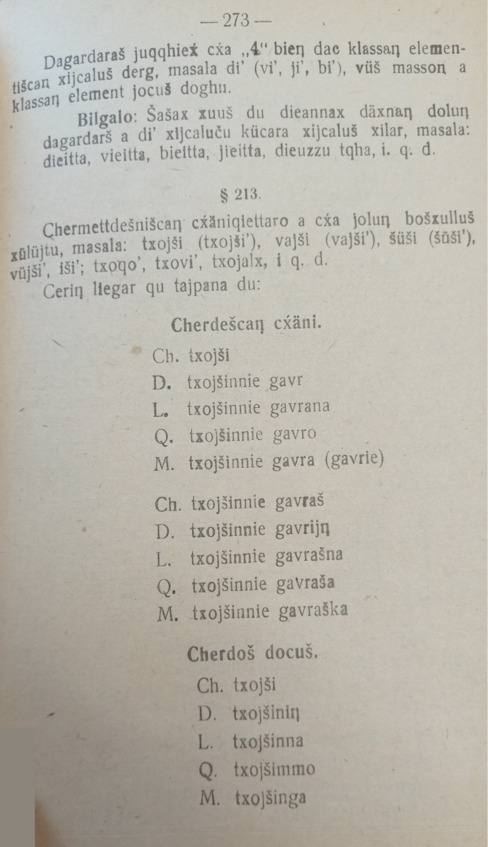 — 273 —
Dagardaraš juqqhieẋ cẋa „4“ bieŋ dac klassaŋ elemen-
tišcaŋ xijcaluš derg, masala di’ (vi’, ji’, bi’), vüš masson a
klassaŋ element jocuš doghu.
Bilgalo: Šašax xuuš du dieannax däxnaŋ doluŋ
dagardarš a di’ xijcaluču kücara xijcaluš xilar, masala:
dieitta, vieitta, bieitta, jieitta, dieuzzu tqha, i. q. d.
§ 213.
Chermettdešnišcaŋ cẋäniqiettaro a cẋa joluŋ bošxulluš
xülüjtu, masala: txojši (txojši’), vajši (vajši’), šüši (šüši’),
vüjši’, iši’; txoqo’, txovi’, txojalx, i q. d.
Ceriŋ liegar qu tajpana du:
Cherdešcaŋ cẋäni.
Ch. txojši
D. txojšinnie gavr
L. txojšinnie gavrana
Q. txojšinnie gavro
M. txojšinnie gavra (gavrie)
Ch. txojšinnie gavraš
D. txojšinnie gavrijŋ
L. txojšinnie gavrašna
Q. txojšinnie gavraša
M. txojšinnie gavraška
Cherdoš docuš.
Ch. txojši
D. txojšiniŋ
L. txojšinna
Q. txojšimmo
M. txojšinga